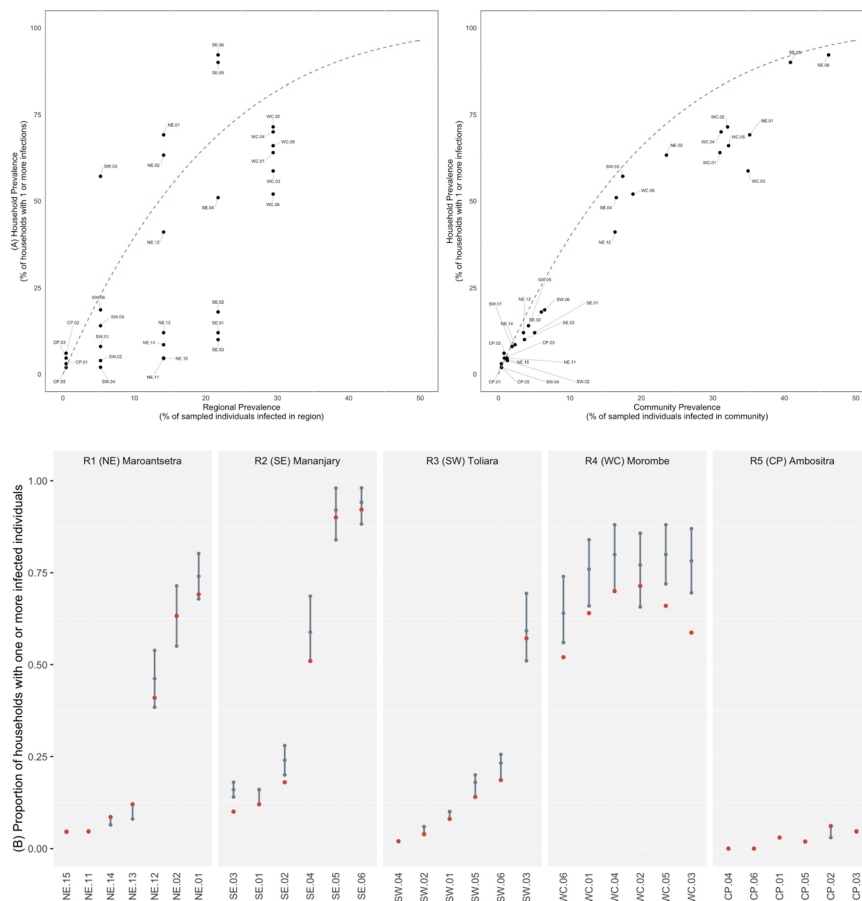 100
75
50
25
0
(A) Household Prevalence
(% of households with 1 or more infections)
SE.06
SE.05
NE.01
WC.02
WC.04
WC.05
NE.02
WC.01
SW.03
WC.03
WC.06
SE.04
NE.12
SW.06
SE.02
CP.02
SW.05
NE.13
SE.01
CP.03
SW.01
NE.14
SE.03
CP.01
SW.02
NE.15
CP.05
SW.04
NE.11
0 10 20 30 40 50
Regional Prevalence
(% of sampled individuals infected in region)
100
75
50
25
0
Household Prevalence
(% of households with 1 or more infections)
SE.05
SE.06
WC.02
NE.01
WC.04
WC.05
NE.02
WC.01
SW.03
WC.03
WC.06
SE.04
NE.12
SW.05
NE.13
SW.01
SW.06
SE.01
SE.02
NE.14
SE.03
CP.02
CP.03
NE.15
NE.11
CP.01
CP.05
SW.04
SW.02
0 10 20 30 40 50
Community Prevalence
(% of sampled individuals infected in community)
(B) Proportion of households with one or more infected individuals
R1 (NE) Maroantsetra R2 (SE) Mananjary R3 (SW) Toliara R4 (WC) Morombe R5 (CP) Ambositra
1.00
0.75
0.50
0.25
0.00
NE.15 NE.11 NE.14 NE.13 NE.12 NE.02 NE.01 SE.03 SE.01 SE.02 SE.04 SE.05 SE.06 SW.04 SW.02 SW.01 SW.05 SW.06 SW.03 WC.06 WC.01 WC.04 WC.02 WC.05 WC.03 CP.04 CP.06 CP.01 CP.05 CP.02 CP.03